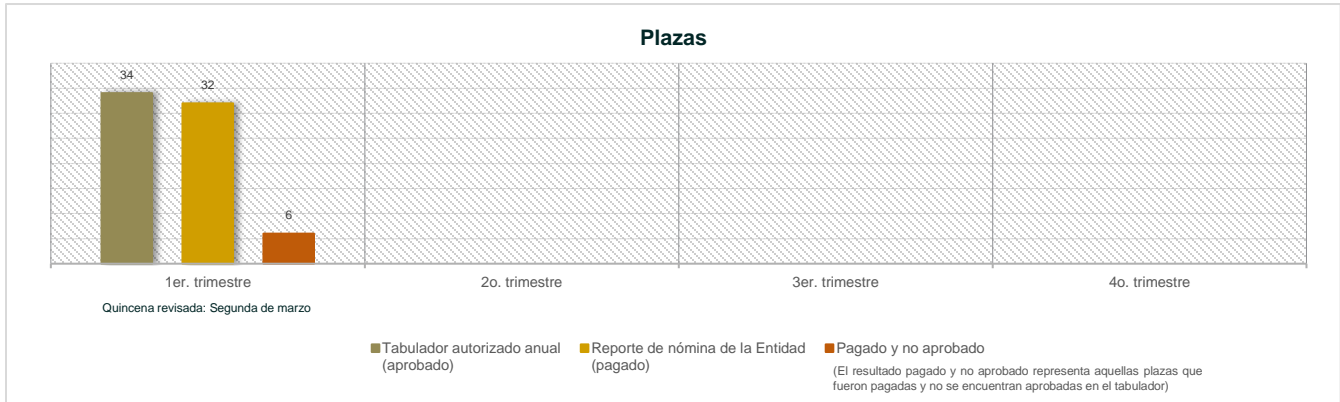 Plazas
34
32
6
1er. trimestre
2o. trimestre
3er. trimestre
4o. trimestre
Quincena revisada: Segunda de marzo
Tabulador autorizado anual
(aprobado)
Reporte de nómina de la Entidad
(pagado)
Pagado y no aprobado
(El resultado pagado y no aprobado representa aquellas plazas que
fueron pagadas y no se encuentran aprobadas en el tabulador)